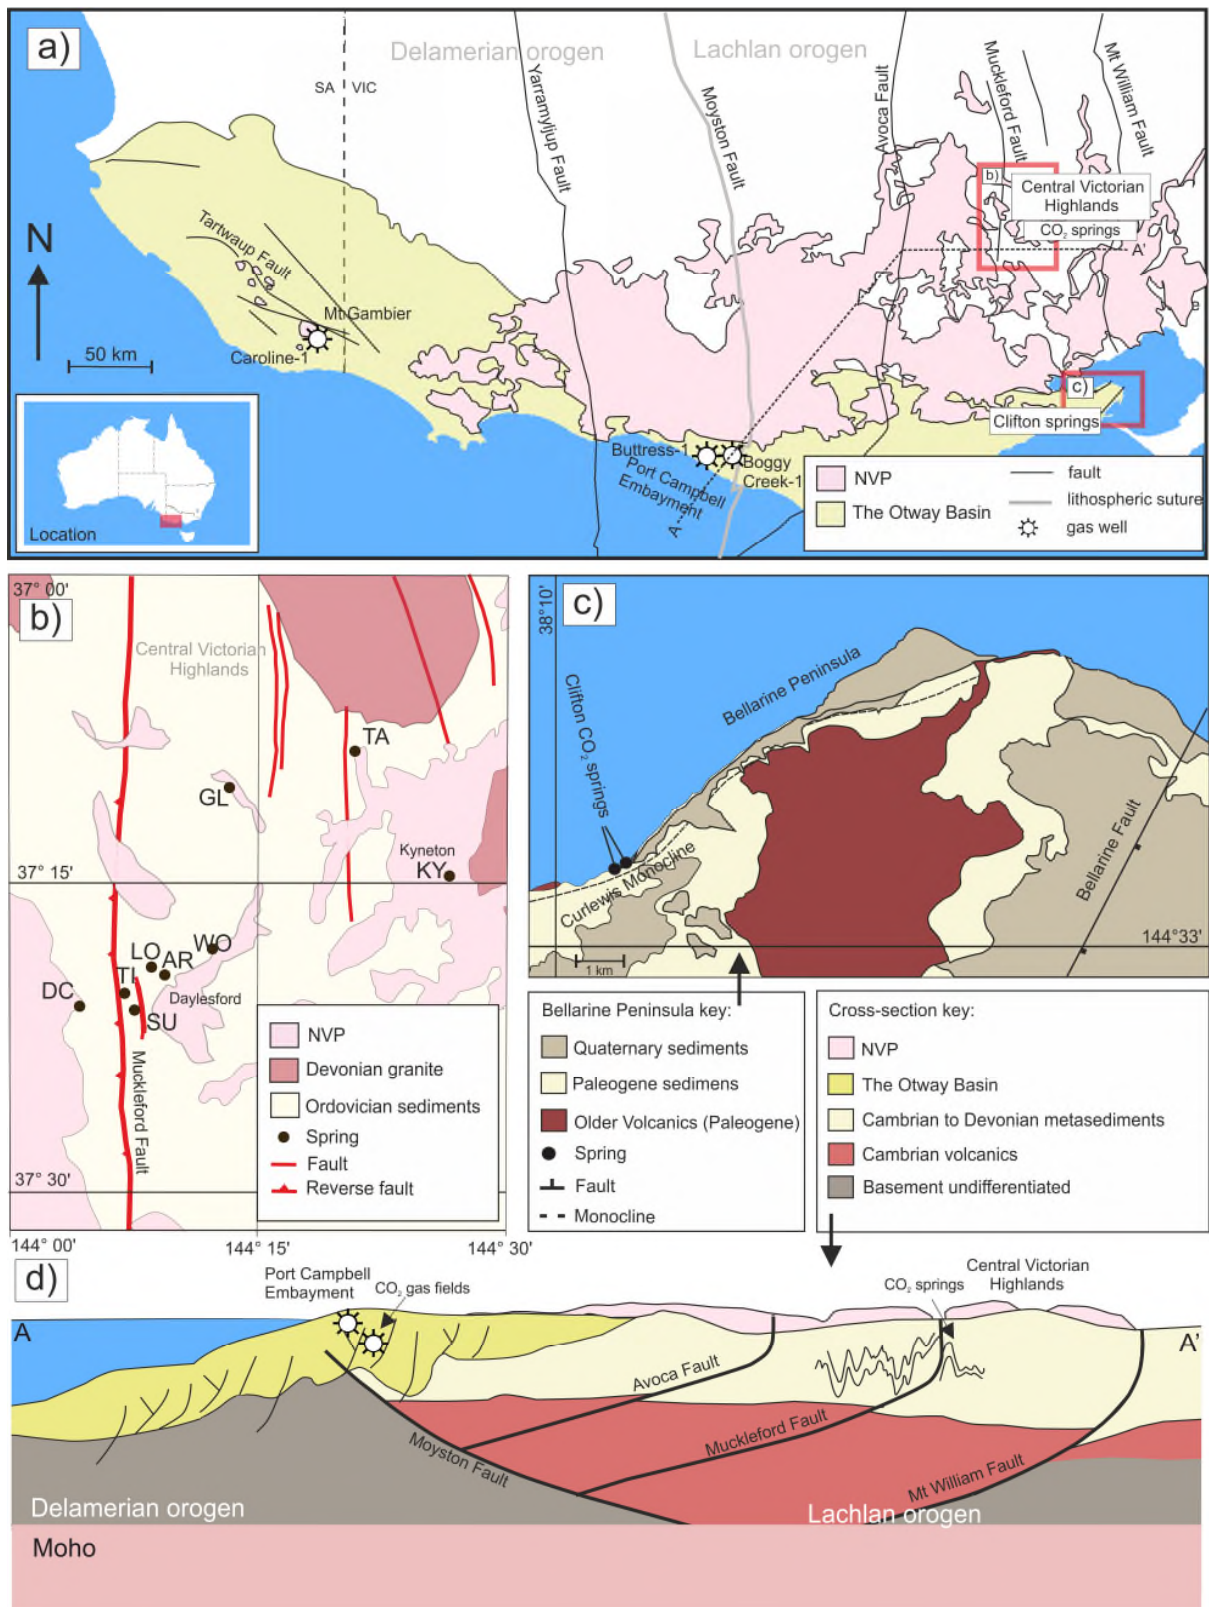 a)
Delamerian orogen
Lachlan orogen
SA
VIC
Yarramyljup Fault
Moyston Fault
Avoca Fault
Muckleford Fault
Mt William Fault
b)
Central Victorian
Highlands
CO₂ springs
A'
N
Tartwaup Fault
Mt Gambier
Caroline-1
50 km
c)
Clifton springs
Buttress-1
Boggy
Creek-1
Port Campbell
Embayment
A
Location
NVP
The Otway Basin
fault
lithospheric suture
gas well
37° 00'
b)
Central Victorian
Highlands
TA
GL
Kyneton
KY
37° 15'
WO
LO
AR
TI
DC
Daylesford
SU
Muckleford Fault
NVP
Devonian granite
Ordovician sediments
Spring
Fault
Reverse fault
37° 30'
144° 00'
144° 15'
144° 30'
38°10'
c)
Bellarine Peninsula
Clifton CO₂ springs
Curlewis Monocline
Bellarine Fault
144°33'
1 km
Bellarine Peninsula key:
Quaternary sediments
Paleogene sedimens
Older Volcanics (Paleogene)
Spring
Fault
Monocline
Cross-section key:
NVP
The Otway Basin
Cambrian to Devonian metasediments
Cambrian volcanics
Basement undifferentiated
d)
Port Campbell
Embayment
CO₂ gas fields
CO₂ springs
Central Victorian
Highlands
A
A'
Avoca Fault
Muckleford Fault
Moyston Fault
Mt William Fault
Delamerian orogen
Lachlan orogen
Moho